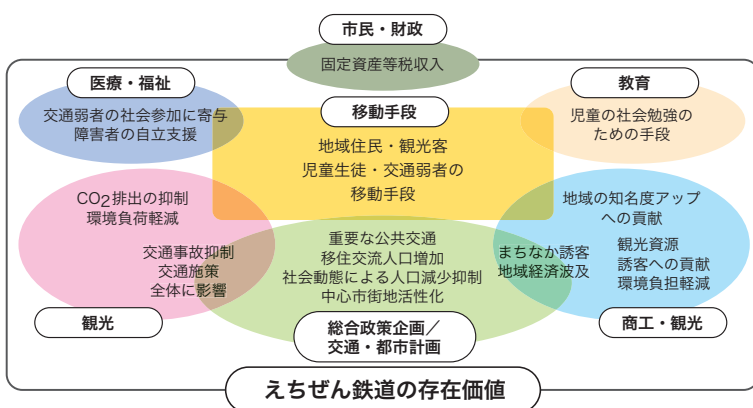 市民・財政
固定資産等税収入
医療・福祉
交通弱者の社会参加に寄与
障害者の自立支援
移動手段
地域住民・観光客
児童生徒・交通弱者の
移動手段
教育
児童の社会勉強の
ための手段
CO2排出の抑制
環境負荷軽減
交通事故抑制
交通施策
全体に影響
観光
重要な公共交通
移住交流人口増加
社会動態による人口減少抑制
中心市街地活性化
総合政策企画／
交通・都市計画
地域の知名度アップ
への貢献
まちなか誘客
地域経済波及
観光資源
誘客への貢献
環境負担軽減
商工・観光
えちぜん鉄道の存在価値